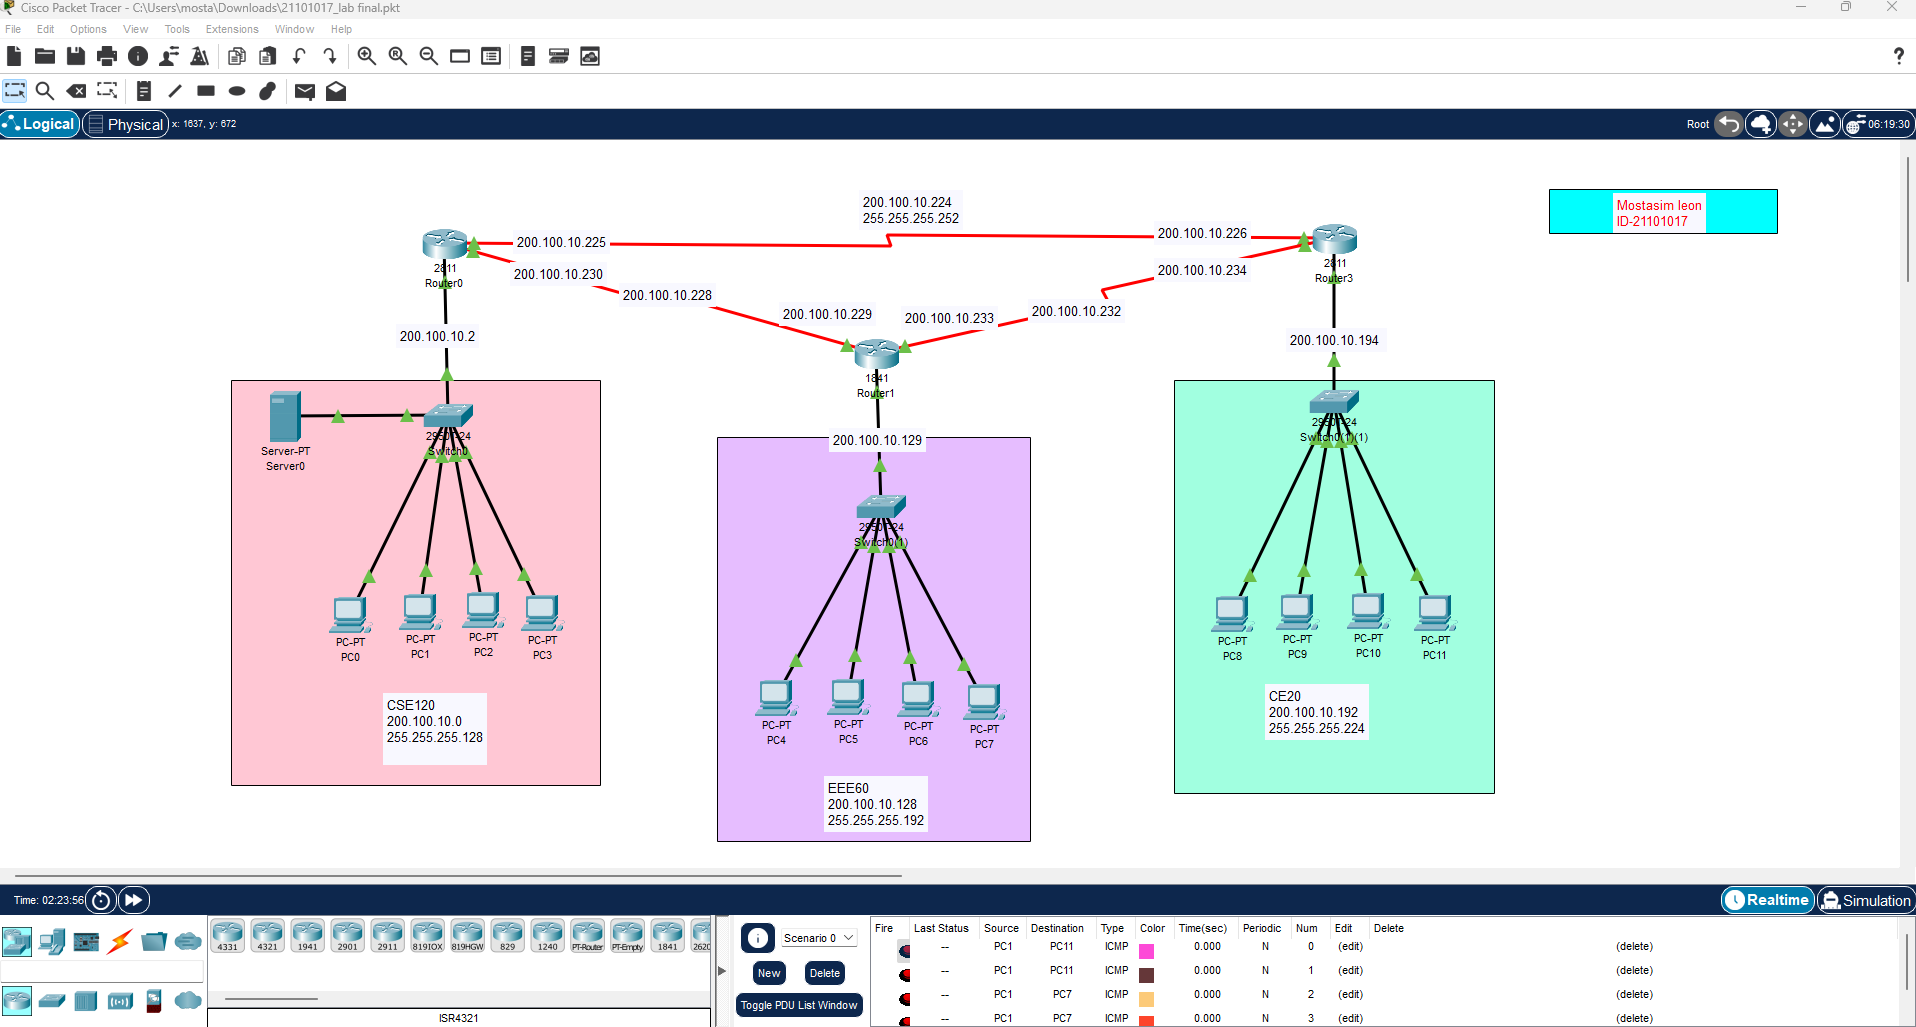 Cisco Packet Tracer - C:\Users\mosta\Downloads\21101017_lab final.pkt
File Edit Options View Tools Extensions Window Help
Logical Physical x: 1637, y: 672 Root 06:19:30
200.100.10.224
255.255.255.252
Mostasim leon
ID-21101017
200.100.10.225
200.100.10.226
200.100.10.230
200.100.10.234
200.100.10.228
200.100.10.229
200.100.10.233
200.100.10.232
2811
Router0
2811
Router3
200.100.10.2
200.100.10.194
1841
Router1
200.100.10.129
Server-PT
Server0
2950T-24
Switch0
2950T-24
Switch0(1)
2950T-24
Switch0(1)(1)
PC-PT
PC0
PC-PT
PC1
PC-PT
PC2
PC-PT
PC3
PC-PT
PC4
PC-PT
PC5
PC-PT
PC6
PC-PT
PC7
PC-PT
PC8
PC-PT
PC9
PC-PT
PC10
PC-PT
PC11
CSE120
200.100.10.0
255.255.255.128
EEE60
200.100.10.128
255.255.255.192
CE20
200.100.10.192
255.255.255.224
Time: 02:23:56 Realtime Simulation
4331 4321 1941 2901 2911 819IOX 819HGW 829 1240 PT-Router PT-Empty 1841 2620
ISR4321
Scenario 0
New Delete
Toggle PDU List Window
Fire Last Status Source Destination Type Color Time(sec) Periodic Num Edit Delete
-- PC1 PC11 ICMP 0.000 N 0 (edit) (delete)
-- PC1 PC11 ICMP 0.000 N 1 (edit) (delete)
-- PC1 PC7 ICMP 0.000 N 2 (edit) (delete)
-- PC1 PC7 ICMP 0.000 N 3 (edit) (delete)